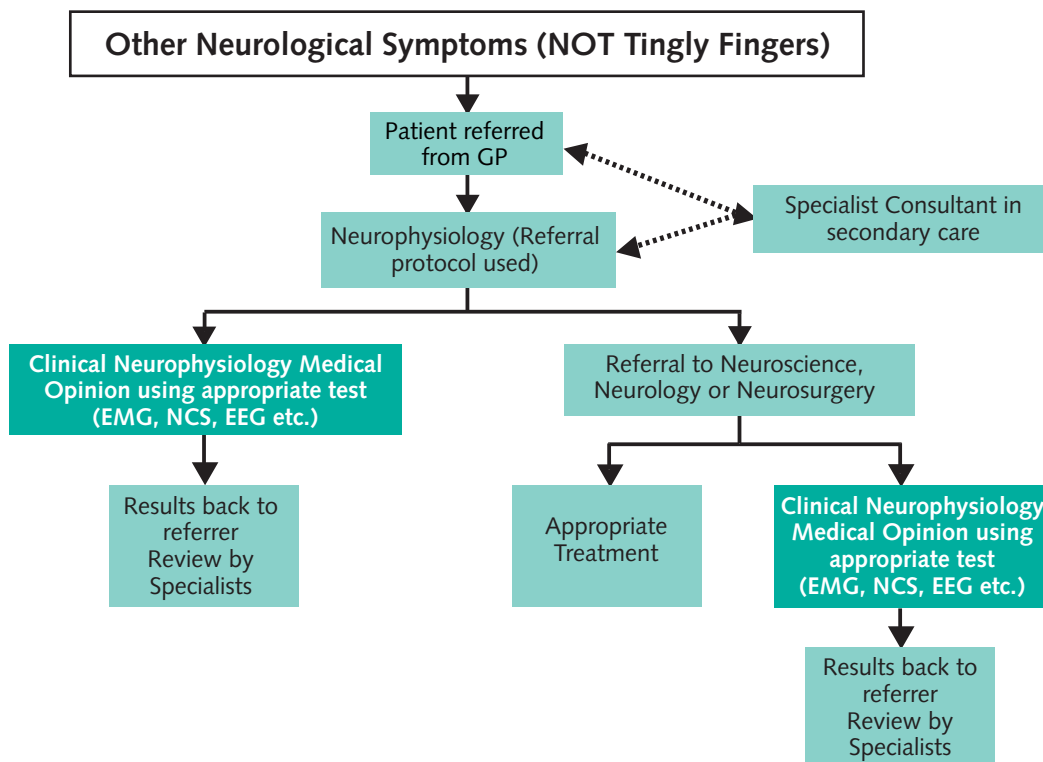 Other Neurological Symptoms (NOT Tingly Fingers)
Patient referred
from GP
Specialist Consultant in
secondary care
Neurophysiology (Referral
protocol used)
Clinical Neurophysiology Medical
Opinion using appropriate test
(EMG, NCS, EEG etc.)
Referral to Neuroscience,
Neurology or Neurosurgery
Results back to
referrer
Review by
Specialists
Appropriate
Treatment
Clinical Neurophysiology
Medical Opinion using
appropriate test
(EMG, NCS, EEG etc.)
Results back to
referrer
Review by
Specialists